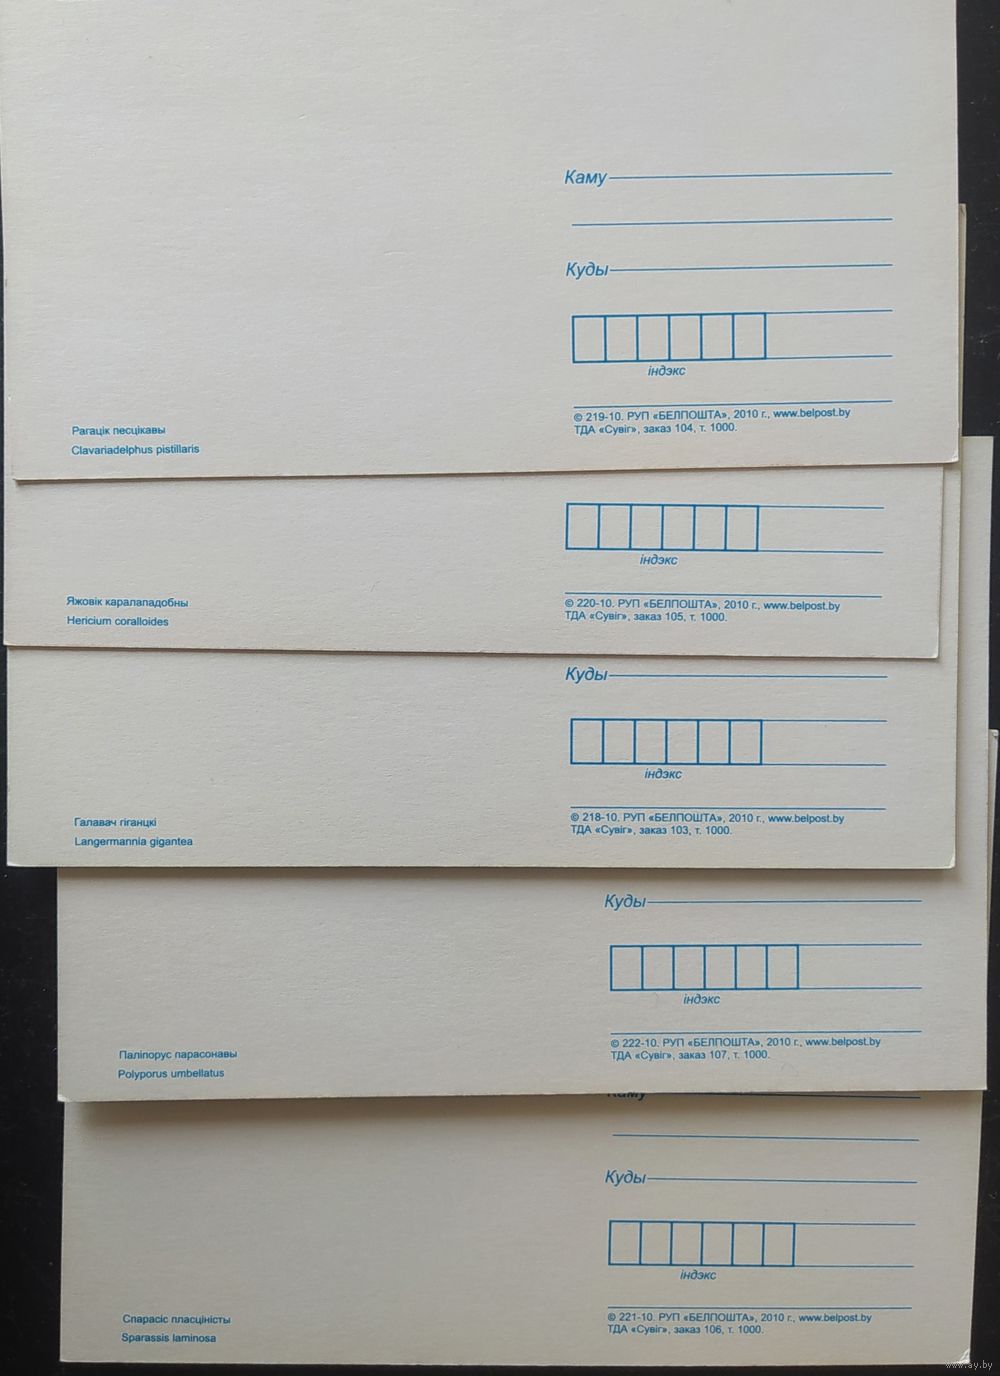 Каму
Куды
індэкс
© 219-10. РУП «БЕЛПОШТА», 2010 г., www.belpost.by
ТДА «Сувіг», заказ 104, т. 1000.
Рагацік песцікавы
Clavariadelphus pistillaris
індэкс
© 220-10. РУП «БЕЛПОШТА», 2010 г., www.belpost.by
ТДА «Сувіг», заказ 105, т. 1000.
Яжовік каралападобны
Hericium coralloides
Куды
індэкс
© 218-10. РУП «БЕЛПОШТА», 2010 г., www.belpost.by
ТДА «Сувіг», заказ 103, т. 1000.
Галавач гіганцкі
Langermannia gigantea
Куды
індэкс
© 222-10. РУП «БЕЛПОШТА», 2010 г., www.belpost.by
ТДА «Сувіг», заказ 107, т. 1000.
Паліпорус парасонавы
Polyporus umbellatus
Каму
Куды
індэкс
© 221-10. РУП «БЕЛПОШТА», 2010 г., www.belpost.by
ТДА «Сувіг», заказ 106, т. 1000.
Спарасіс пласціністы
Sparassis laminosa
www.ay.by